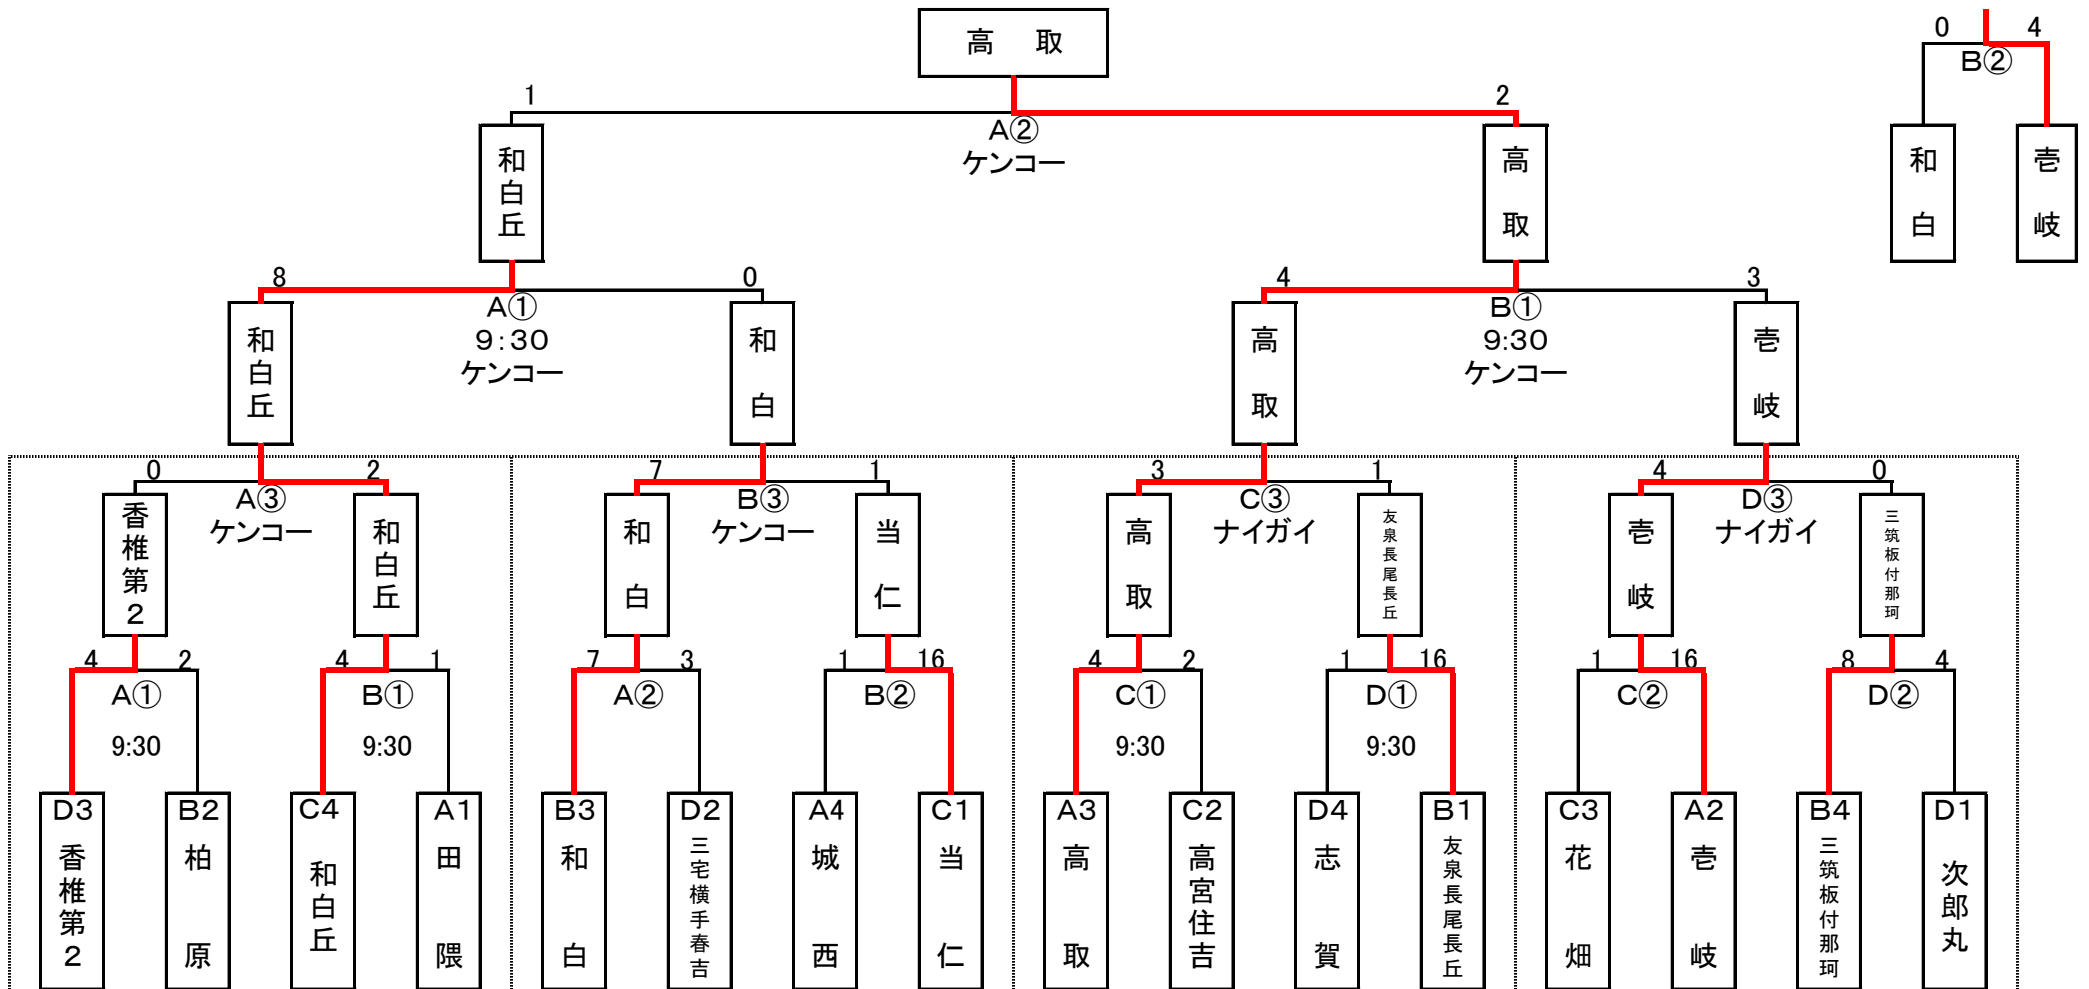 高 取
0 4
B②
和白
壱岐
1 2
A②
ケンコー
和白丘
高取
8 0
A①
9:30
ケンコー
4 3
B①
9:30
ケンコー
和白丘
和白
高取
壱岐
0 2
A③
ケンコー
7 1
B③
ケンコー
3 1
C③
ナイガイ
4 0
D③
ナイガイ
香椎第2
和白丘
和白
当仁
高取
友泉長尾長丘
壱岐
三筑板付那珂
4 2
A①
9:30
4 1
B①
9:30
7 3
A②
1 16
B②
4 2
C①
9:30
1 16
D①
9:30
1 16
C②
8 4
D②
D3
香椎第2
B2
柏原
C4
和白丘
A1
田隈
B3
和白
D2
三宅横手春吉
A4
城西
C1
当仁
A3
高取
C2
高宮住吉
D4
志賀
B1
友泉長尾長丘
C3
花畑
A2
壱岐
B4
三筑板付那珂
D1
次郎丸